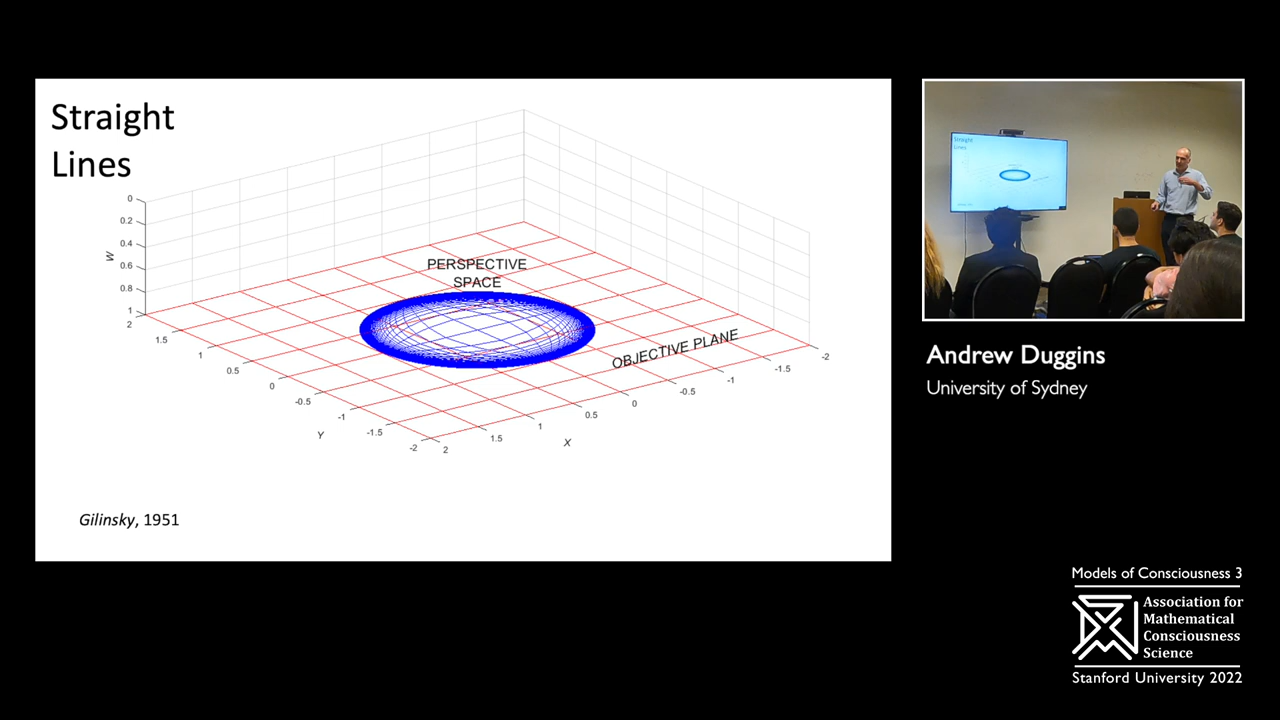 Straight
Lines
0
0.2
0.4
0.6
0.8
1
W
2
1.5
1
0.5
0
-0.5
-1
-1.5
-2
Y
2
1.5
1
0.5
0
-0.5
-1
-1.5
-2
X
PERSPECTIVE
SPACE
OBJECTIVE PLANE
Gilinsky, 1951
Straight
Lines
Andrew Duggins
University of Sydney
Models of Consciousness 3
Association for
Mathematical
Consciousness
Science
Stanford University 2022